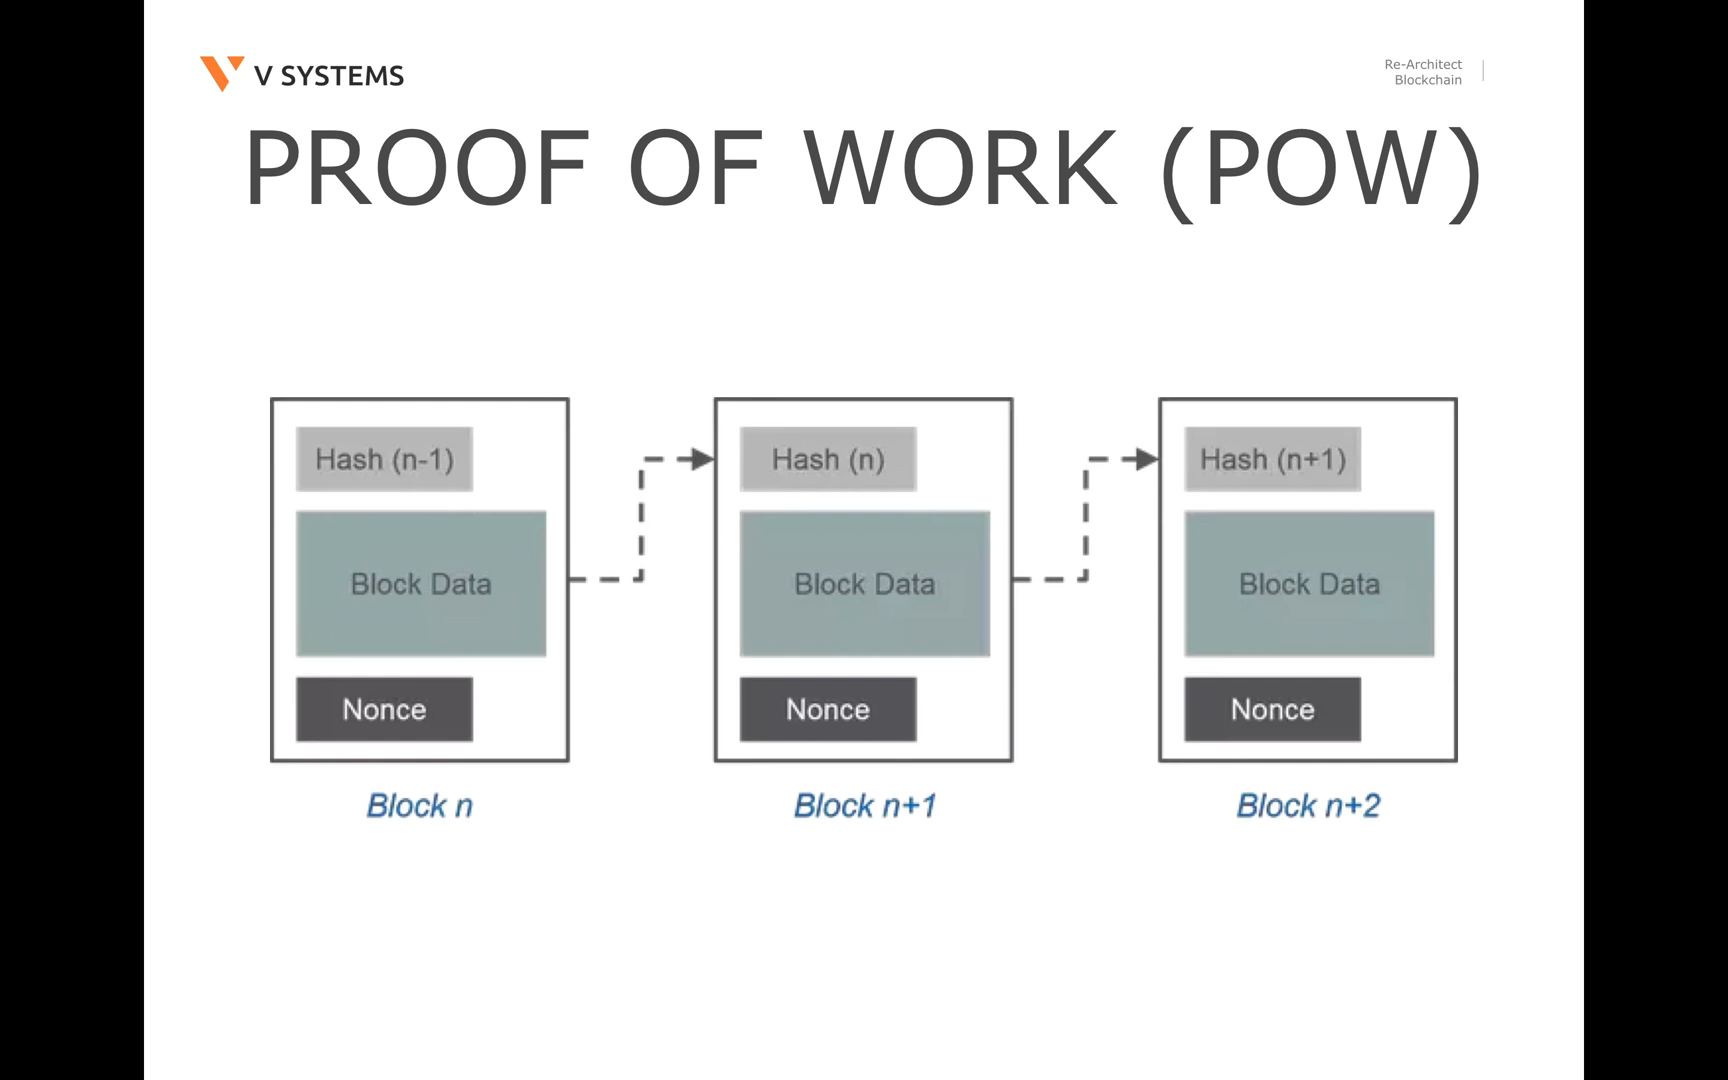 V SYSTEMS
Re-Architect
Blockchain
PROOF OF WORK (POW)
Hash (n-1)
Block Data
Nonce
Block n
Hash (n)
Block Data
Nonce
Block n+1
Hash (n+1)
Block Data
Nonce
Block n+2